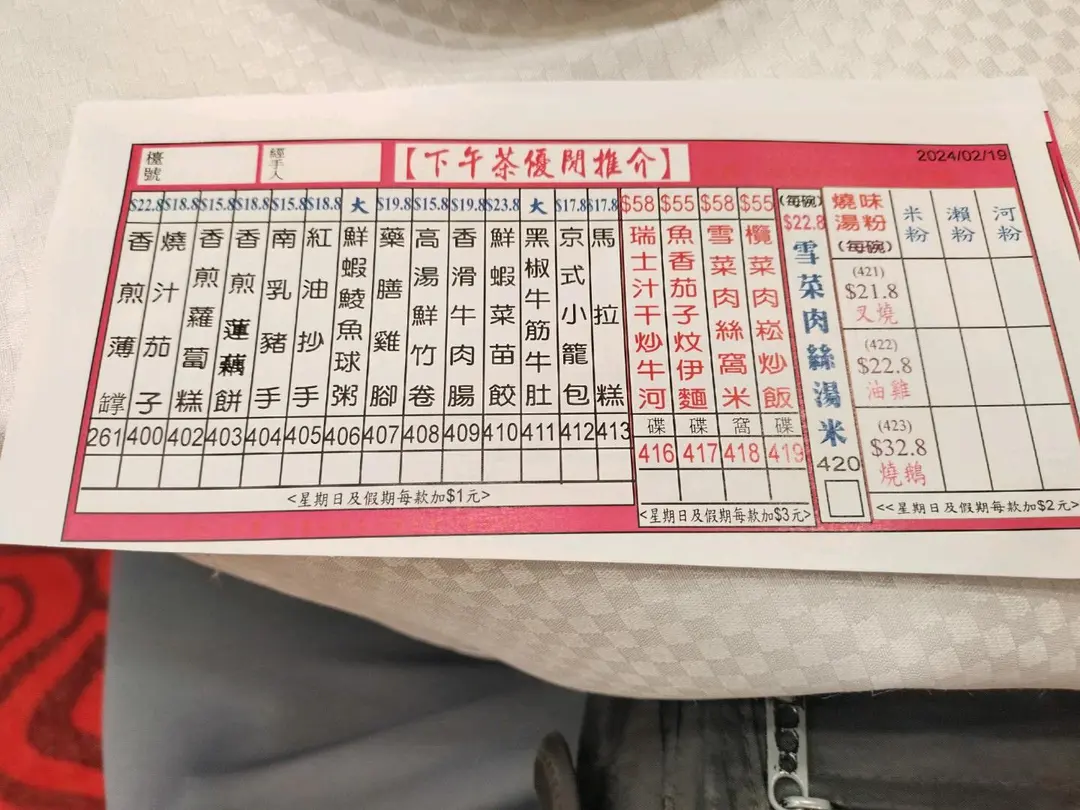 檯號
經手人
【下午茶優閒推介】
2024/02/19
$22.8 香煎薄罉 261
$18.8 燒汁茄子 400
$15.8 香煎蘿蔔糕 402
$18.8 香煎蓮藕餅 403
$15.8 南乳豬手 404
$18.8 紅油抄手 405
大 鮮蝦鯪魚球粥 406
$19.8 藥膳雞腳 407
$15.8 高湯鮮竹卷 408
$19.8 香滑牛肉腸 409
$23.8 鮮蝦菜苗餃 410
大 黑椒牛筋牛肚 411
$17.8 京式小籠包 412
$17.8 馬拉糕 413
<星期日及假期每款加$1元>
$58 瑞士汁干炒牛河 碟 416
$55 魚香茄子炆伊麵 碟 417
$58 雪菜肉絲窩米 窩 418
$55 欖菜肉崧炒飯 碟 419
<星期日及假期每款加$3元>
(每碗)
$22.8
雪菜肉絲湯米
420
燒味湯粉
(每碗)
米粉
瀨粉
河粉
(421)
$21.8
叉燒
(422)
$22.8
油雞
(423)
$32.8
燒鵝
<<星期日及假期每款加$2元>